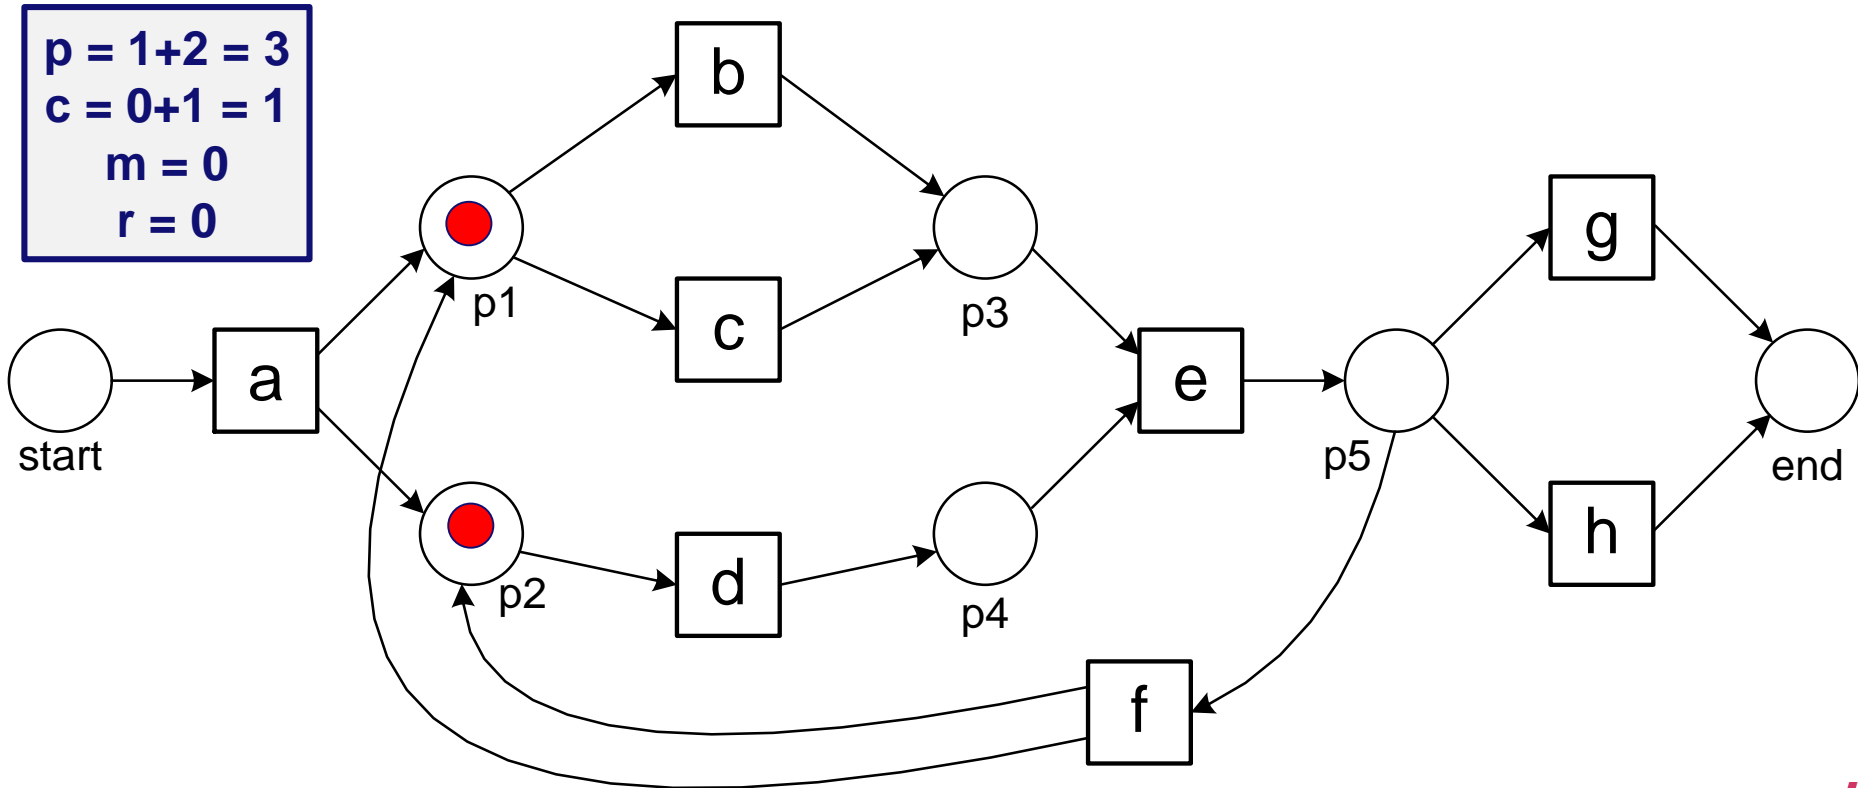 p = 1+2 = 3
c = 0+1 = 1
m = 0
r = 0
b
g
p1
c
p3
a
e
start
p5
end
d
h
p2
p4
f